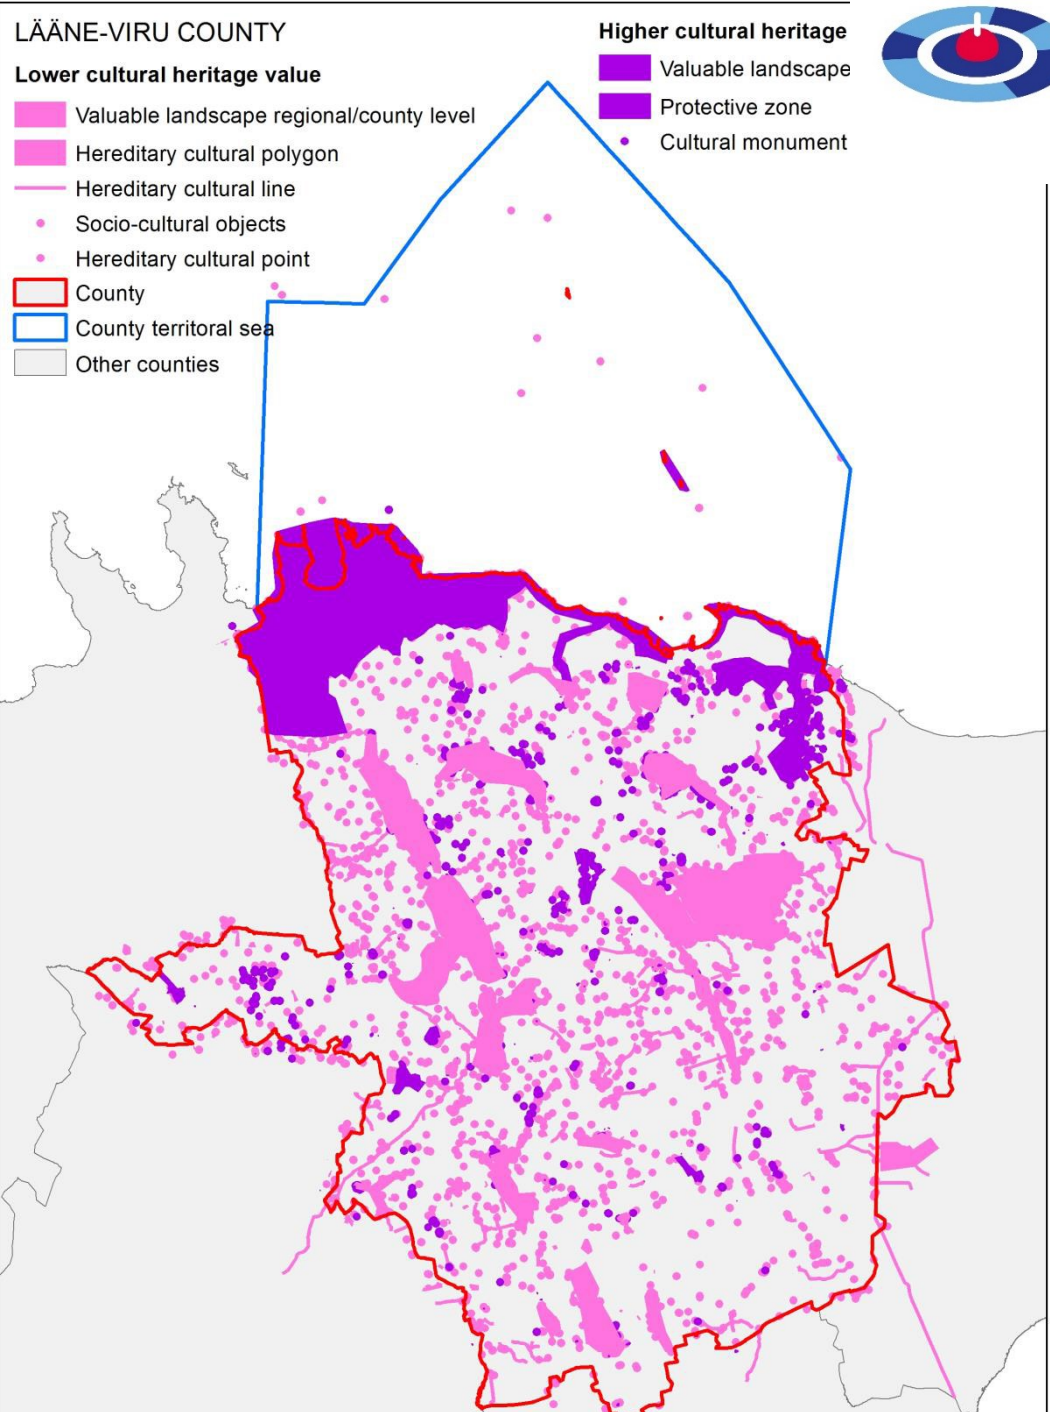 LÄÄNE-VIRU COUNTY
Lower cultural heritage value
Valuable landscape regional/county level
Hereditary cultural polygon
Hereditary cultural line
Socio-cultural objects
Hereditary cultural point
County
County territoral sea
Other counties
Higher cultural heritage
Valuable landscape
Protective zone
Cultural monument